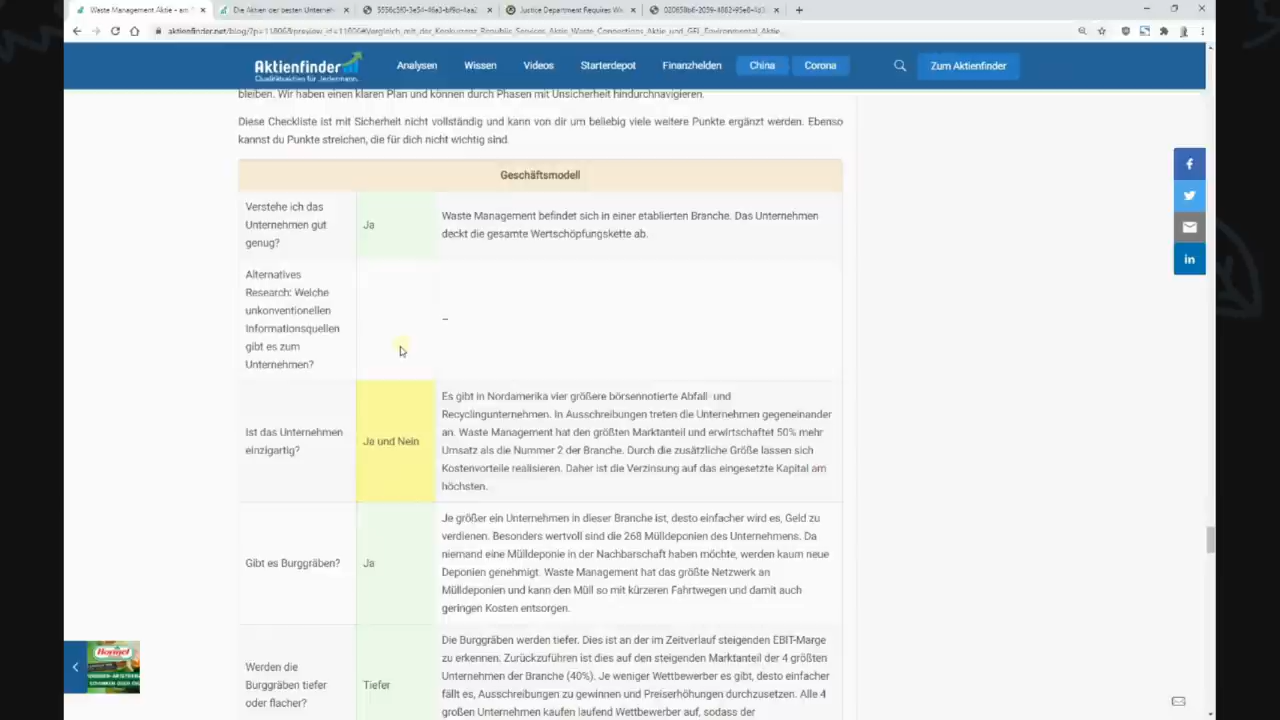 Waste Management Aktie - am
Die Aktien der besten Unterneh
Justice Department Requires W
Aktienfinder
Qualitätsaktien für Jedermann.
Analysen
Wissen
Videos
Starterdepot
Finanzhelden
China
Corona
Zum Aktienfinder
bleiben. Wir haben einen klaren Plan und können durch Phasen mit Unsicherheit hindurchnavigieren.
Diese Checkliste ist mit Sicherheit nicht vollständig und kann von dir um beliebig viele weitere Punkte ergänzt werden. Ebenso
kannst du Punkte streichen, die für dich nicht wichtig sind.
Geschäftsmodell
Verstehe ich das
Unternehmen gut
genug?
Ja
Waste Management befindet sich in einer etablierten Branche. Das Unternehmen
deckt die gesamte Wertschöpfungskette ab.
Alternatives
Research: Welche
unkonventionellen
Informationsquellen
gibt es zum
Unternehmen?
–
Ist das Unternehmen
einzigartig?
Ja und Nein
Es gibt in Nordamerika vier größere börsennotierte Abfall- und
Recyclingunternehmen. In Ausschreibungen treten die Unternehmen gegeneinander
an. Waste Management hat den größten Marktanteil und erwirtschaftet 50% mehr
Umsatz als die Nummer 2 der Branche. Durch die zusätzliche Größe lassen sich
Kostenvorteile realisieren. Daher ist die Verzinsung auf das eingesetzte Kapital am
höchsten.
Gibt es Burggräben?
Ja
Je größer ein Unternehmen in dieser Branche ist, desto einfacher wird es, Geld zu
verdienen. Besonders wertvoll sind die 268 Mülldeponien des Unternehmens. Da
niemand eine Mülldeponie in der Nachbarschaft haben möchte, werden kaum neue
Deponien genehmigt. Waste Management hat das größte Netzwerk an
Mülldeponien und kann den Müll so mit kürzeren Fahrtwegen und damit auch
geringen Kosten entsorgen.
Werden die
Burggräben tiefer
oder flacher?
Tiefer
Die Burggräben werden tiefer. Dies ist an der im Zeitverlauf steigenden EBIT-Marge
zu erkennen. Zurückzuführen ist dies auf den steigenden Marktanteil der 4 größten
Unternehmen der Branche (40%). Je weniger Wettbewerber es gibt, desto einfacher
fällt es, Ausschreibungen zu gewinnen und Preiserhöhungen durchzusetzen. Alle 4
großen Unternehmen kaufen laufend Wettbewerber auf, sodass der
Hormel